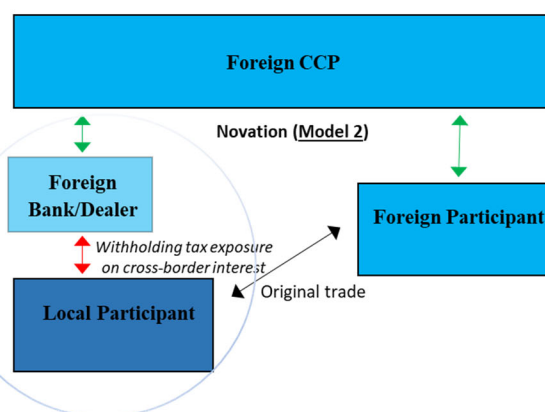 Foreign CCP
Novation (Model 2)
Foreign
Bank/Dealer
Foreign Participant
Withholding tax exposure
on cross-border interest
Original trade
Local Participant